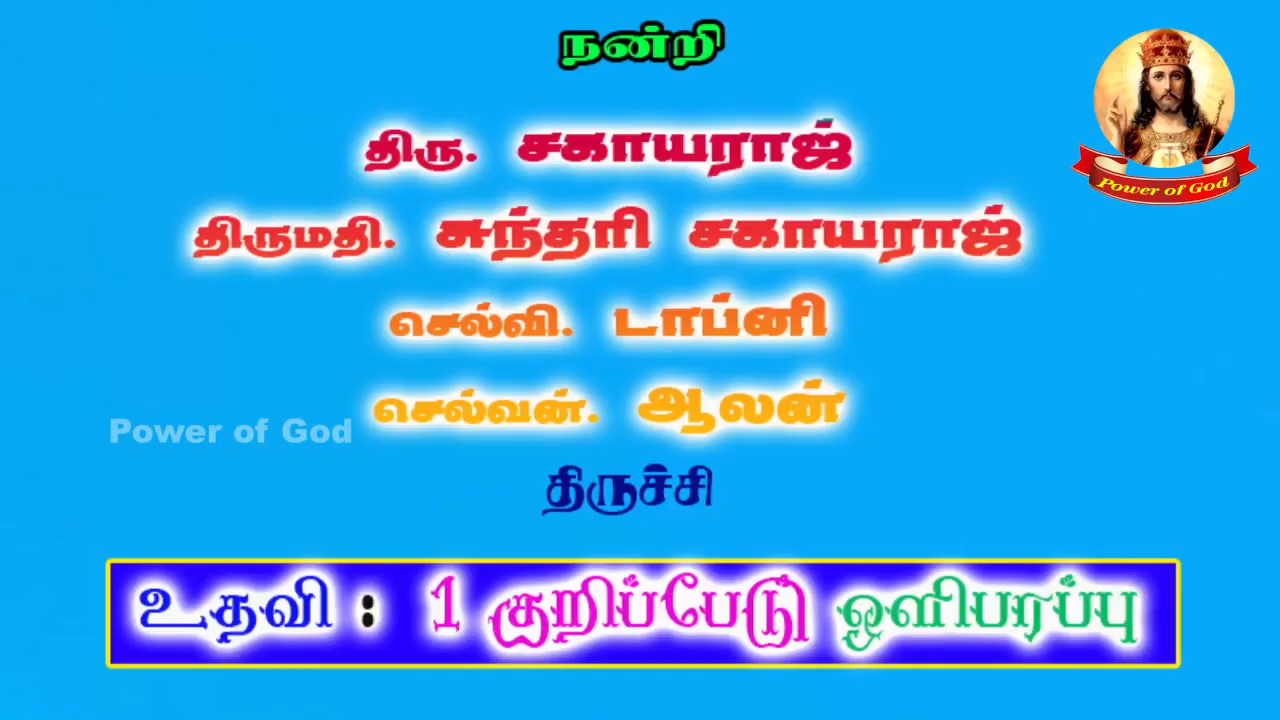 நன்றி
திரு. சகாயராஜ்
Power of God
திருமதி. சுந்தரி சகாயராஜ்
செல்வி. டாப்னி
செல்வன். ஆலன்
Power of God
திருச்சி
உதவி : 1 குறிப்பேடு ஒளிபரப்பு